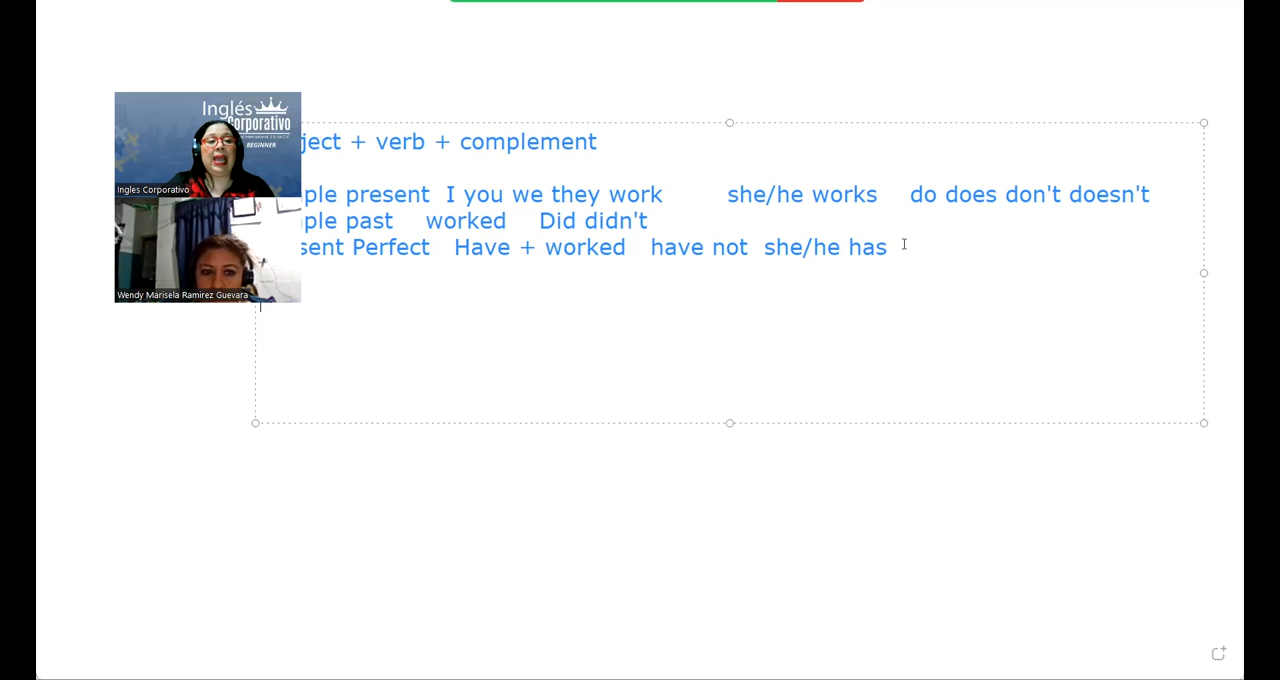 Inglés
Corporativo
BEGINNER
Ingles Corporativo
Wendy Marisela Ramirez Guevara
ject + verb + complement
ple present I you we they work she/he works do does don't doesn't
ple past worked Did didn't
sent Perfect Have + worked have not she/he has